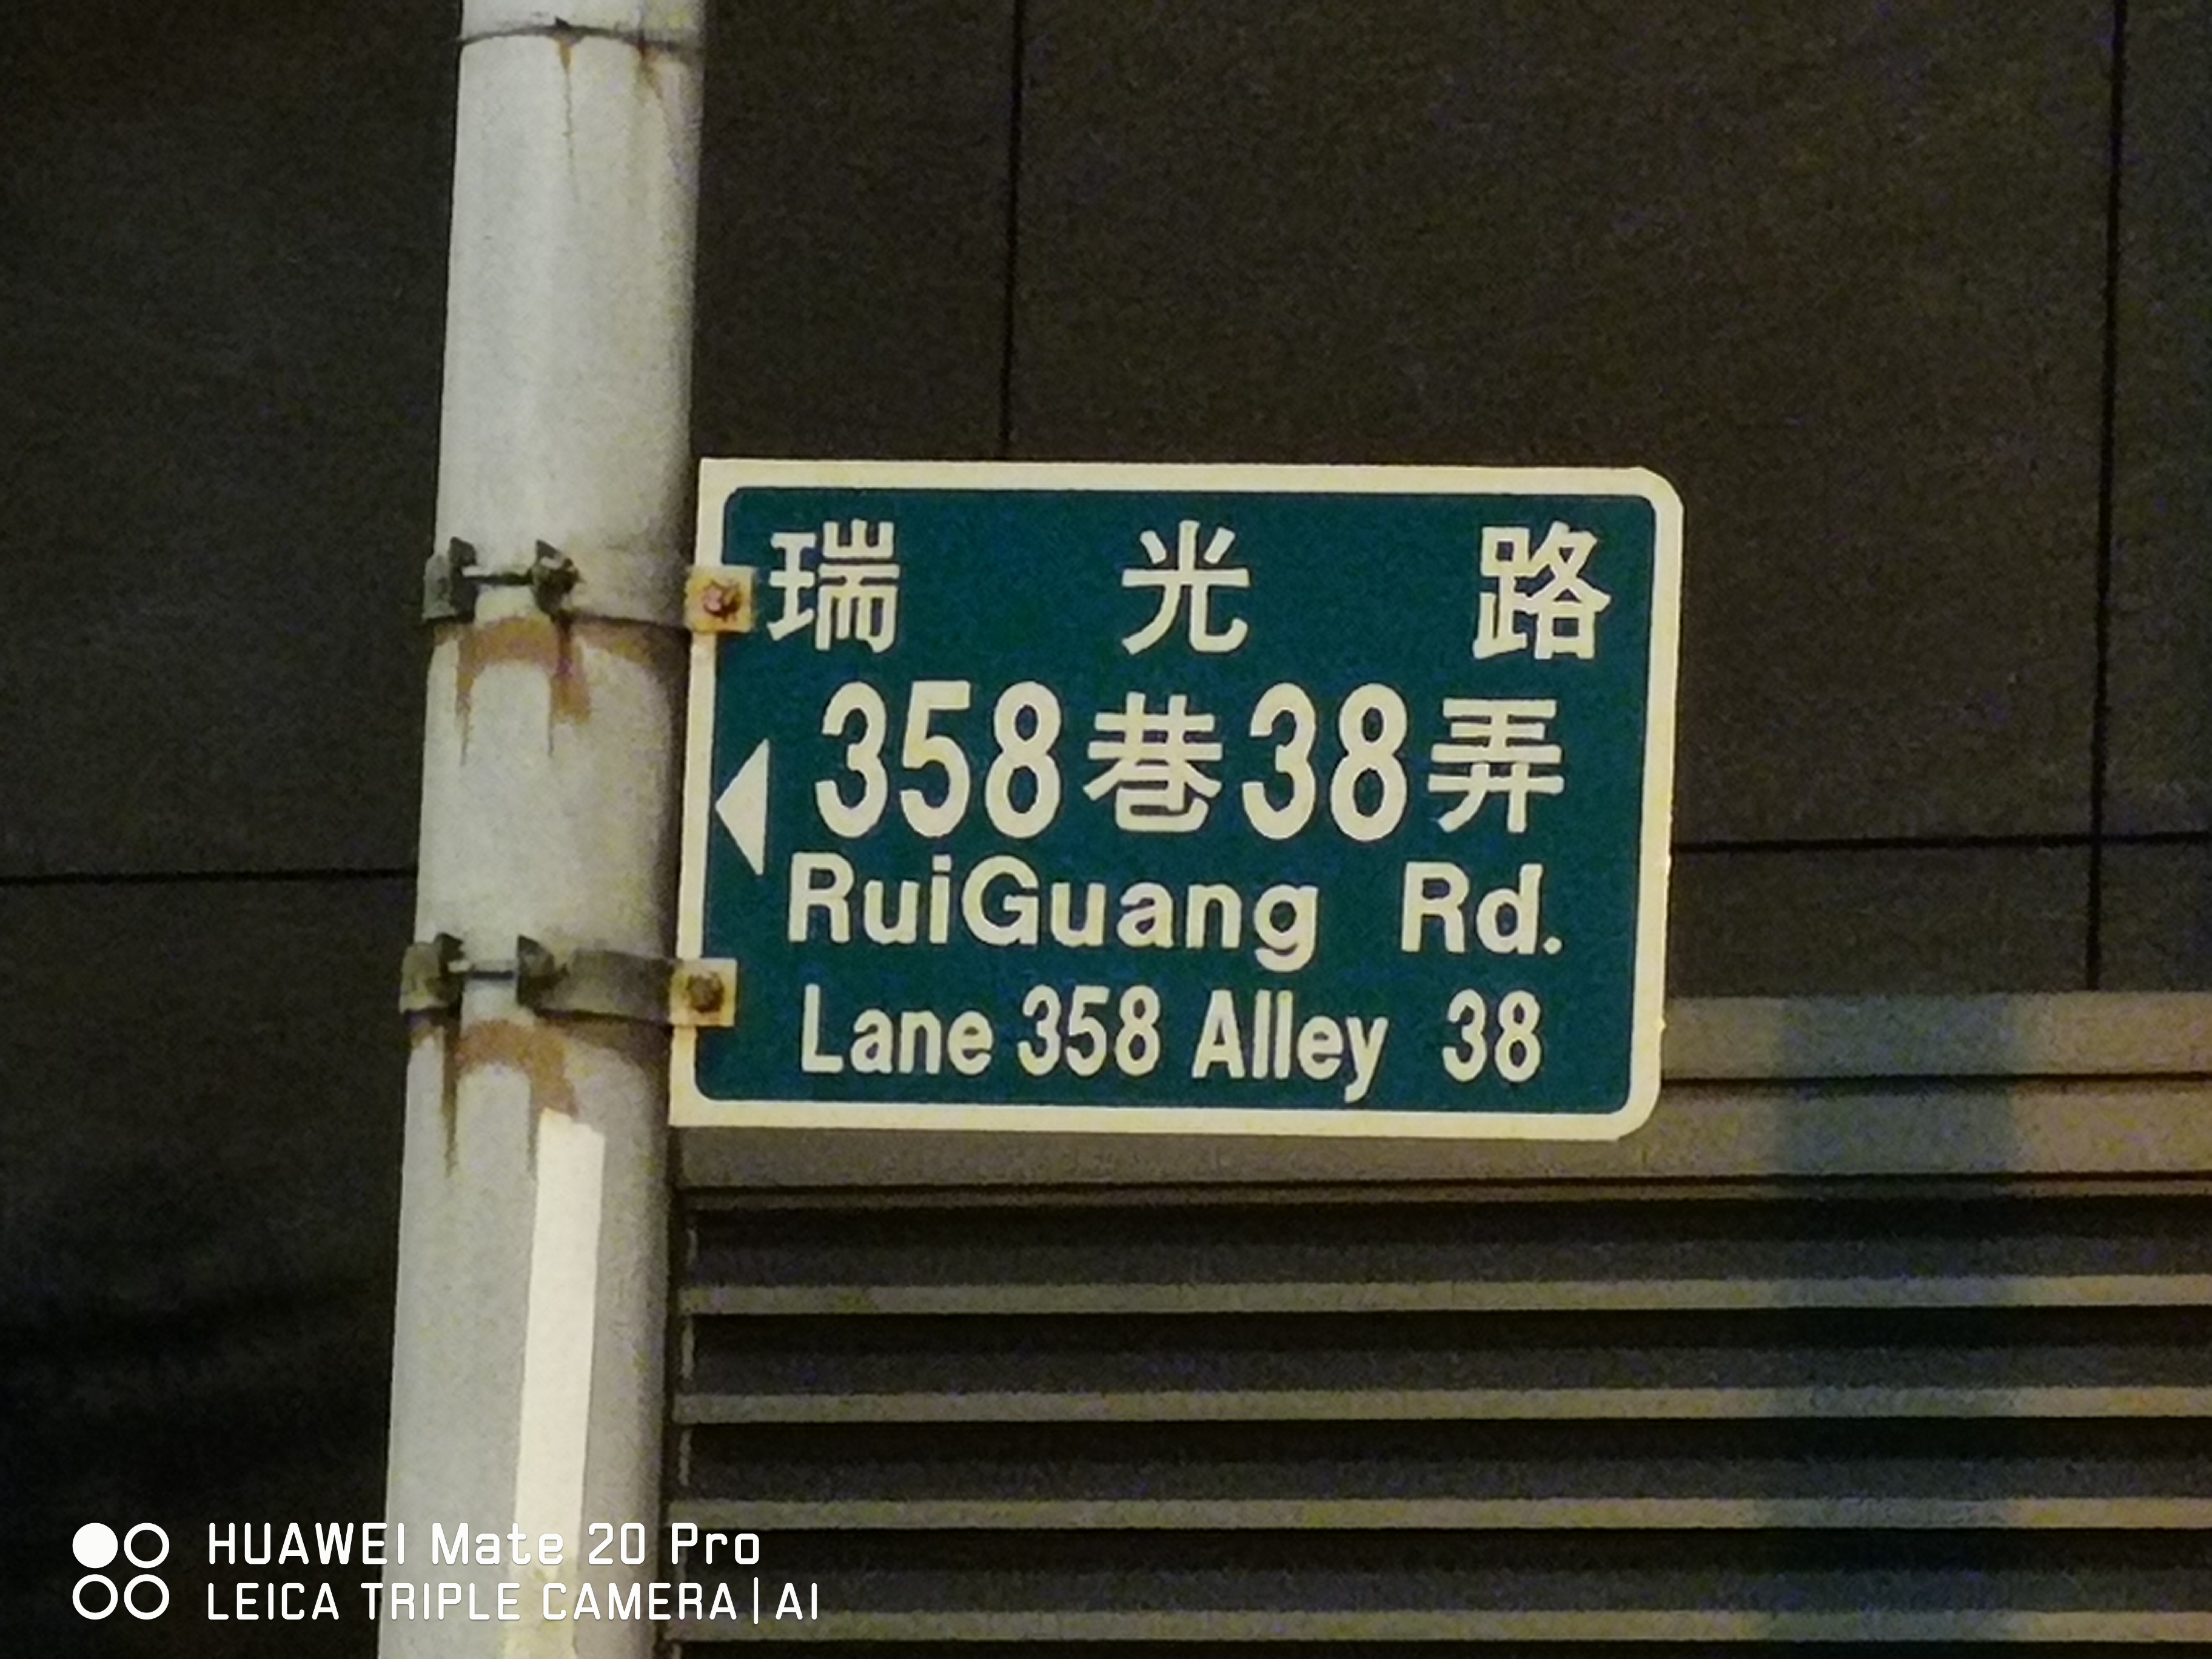 瑞光路
358巷38弄
RuiGuang Rd.
Lane 358 Alley 38
HUAWEI Mate 20 Pro
LEICA TRIPLE CAMERA | AI